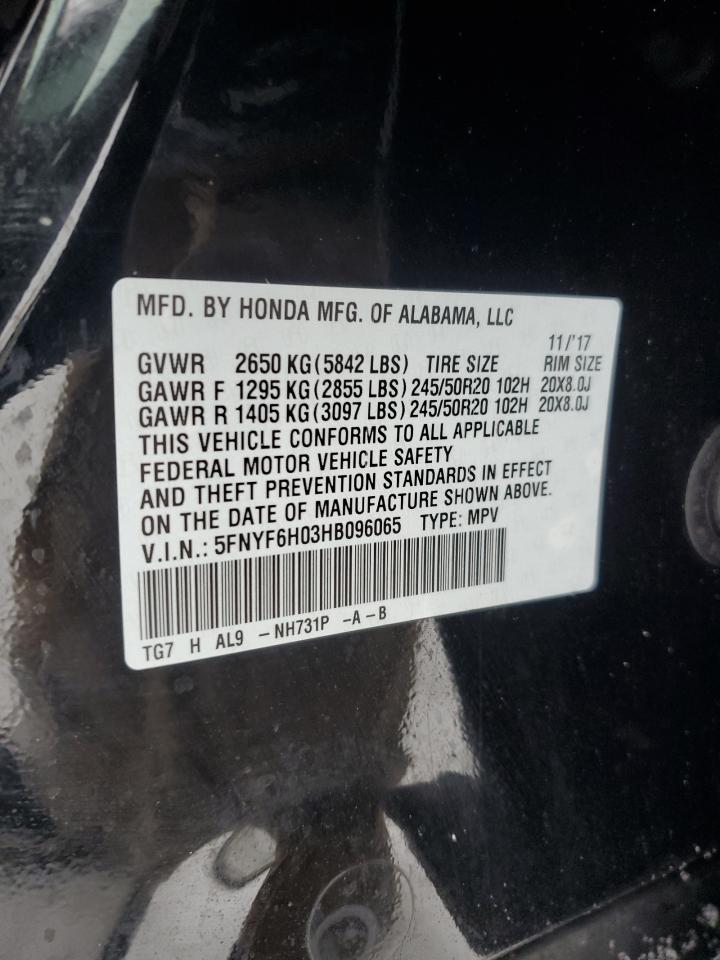 MFD. BY HONDA MFG. OF ALABAMA, LLC
11/'17
GVWR 2650 KG (5842 LBS) TIRE SIZE RIM SIZE
GAWR F 1295 KG (2855 LBS) 245/50R20 102H 20X8.0J
GAWR R 1405 KG (3097 LBS) 245/50R20 102H 20X8.0J
THIS VEHICLE CONFORMS TO ALL APPLICABLE
FEDERAL MOTOR VEHICLE SAFETY
AND THEFT PREVENTION STANDARDS IN EFFECT
ON THE DATE OF MANUFACTURE SHOWN ABOVE.
V.I.N.: 5FNYF6H03HB096065 TYPE: MPV
TG7 H AL9 -NH731P -A-B